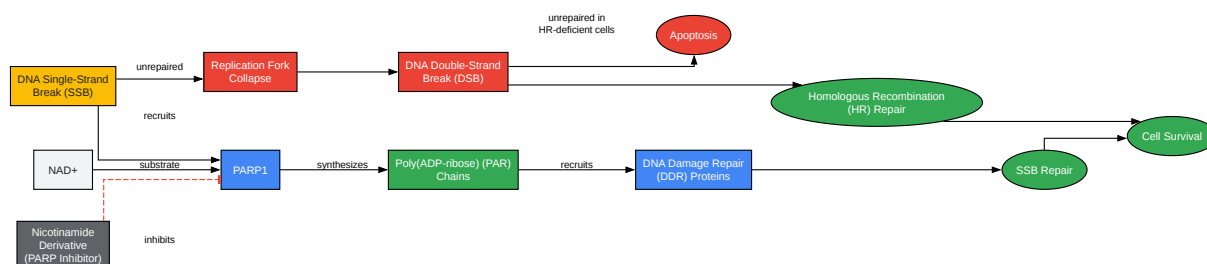 unrepaired in
HR-deficient cells
Apoptosis
unrepaired
Replication Fork
Collapse
DNA Double-Strand
Break (DSB)
DNA Single-Strand
Break (SSB)
Homologous Recombination
(HR) Repair
recruits
Cell Survival
NAD+
substrate
PARP1
synthesizes
Poly(ADP-ribose) (PAR)
Chains
recruits
DNA Damage Repair
(DDR) Proteins
SSB Repair
Nicotinamide
Derivative
(PARP Inhibitor)
inhibits